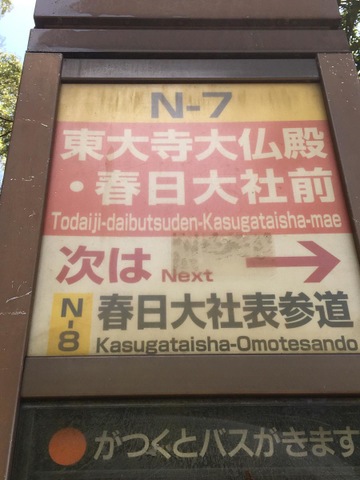 N-7
東大寺大仏殿
・春日大社前
Todaiji-daibutsuden-Kasugataisha-mae
次は Next →
N-8 春日大社表参道
Kasugataisha-Omotesando
●がつくとバスがきます